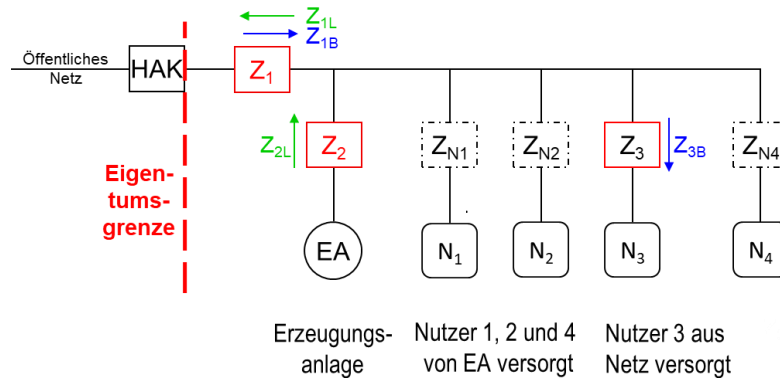 Z1L
Z1B
Öffentliches
Netz
HAK
Z1
Z2L
Z2
ZN1
ZN2
Z3
Z3B
ZN4
Eigen-
tums-
grenze
EA
N1
N2
N3
N4
Erzeugungs-
anlage
Nutzer 1, 2 und 4
von EA versorgt
Nutzer 3 aus
Netz versorgt